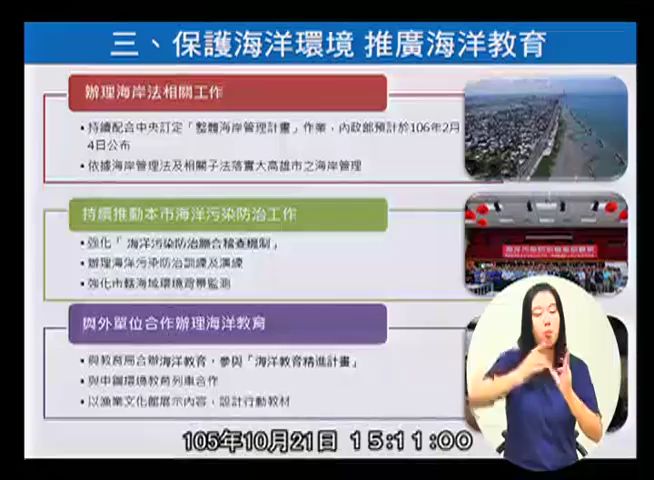 三、保護海洋環境 推廣海洋教育
辦理海岸法相關工作
•持續配合中央訂定「整體海岸管理計畫」作業，內政部預計於106年2月
4日公布
•依據海岸管理法及相關子法落實大高雄市之海岸管理
持續推動本市海洋污染防治工作
•強化「 海洋污染防治聯合稽查機制」
•辦理海洋污染防治訓練及演練
•強化市轄海域環境背景監測
與外單位合作辦理海洋教育
•與教育局合辦海洋教育，參與「海洋教育精進計畫」
•與中鋼環境教育列車合作
•以漁業文化館展示內容，設計行動教材
105年10月21日 15:11:00